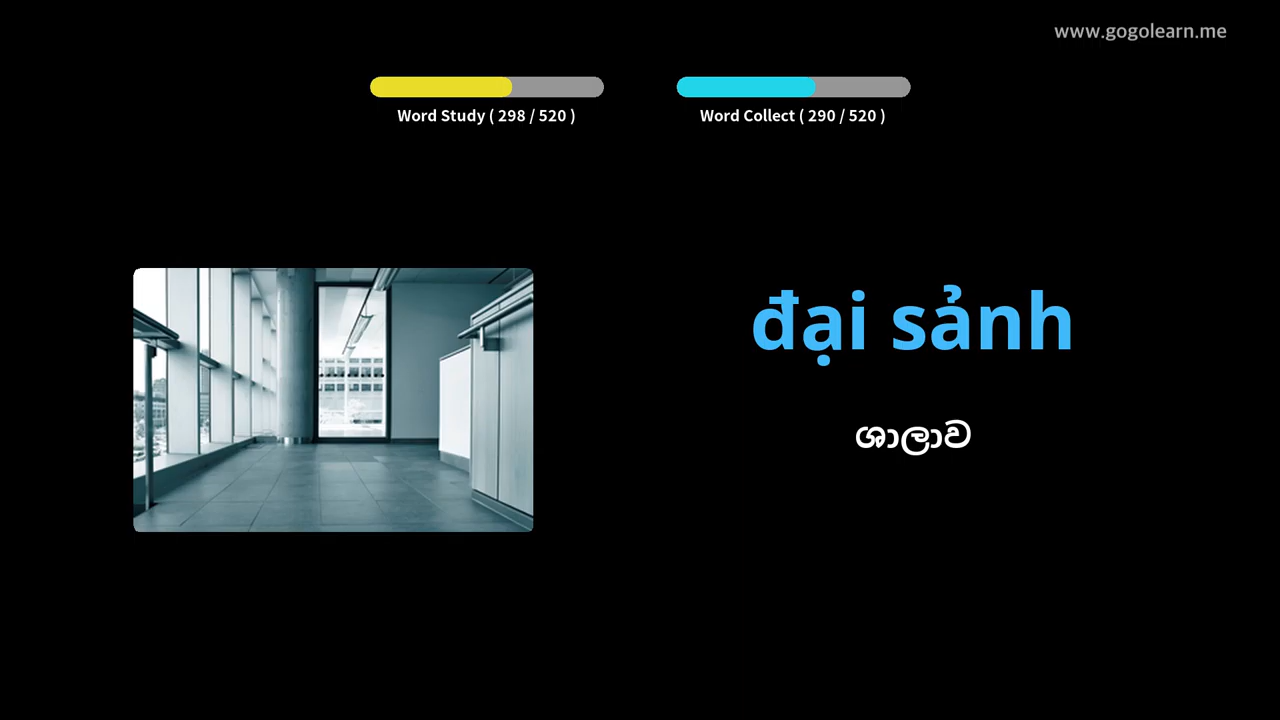 www.gogolearn.me
Word Study ( 298 / 520 )
Word Collect ( 290 / 520 )
đại sảnh
ශාලාව